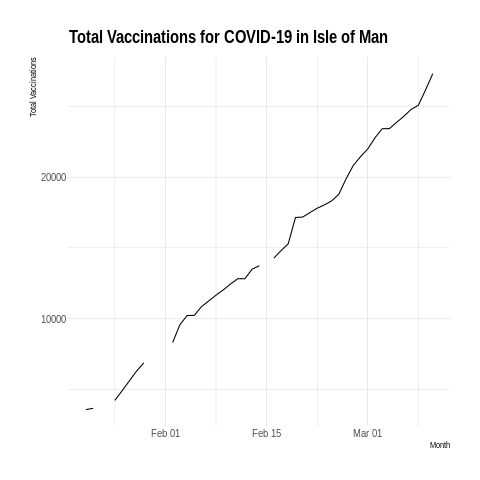 Total Vaccinations for COVID-19 in Isle of Man
Total Vaccinations
20000
10000
Feb 01 Feb 15 Mar 01
Month